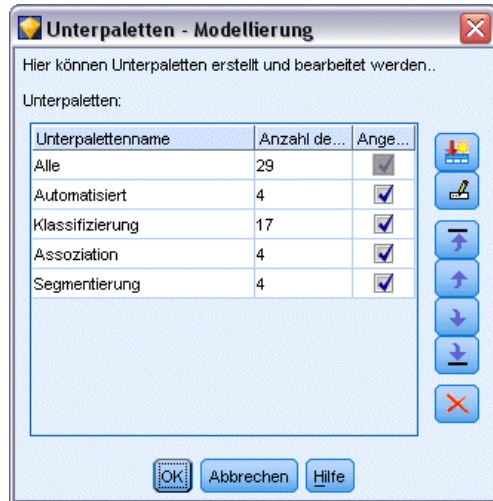 Unterpaletten - Modellierung
Hier können Unterpaletten erstellt und bearbeitet werden..
Unterpaletten:
Unterpalettenname Anzahl de... Ange...
Alle 29
Automatisiert 4
Klassifizierung 17
Assoziation 4
Segmentierung 4
OK Abbrechen Hilfe